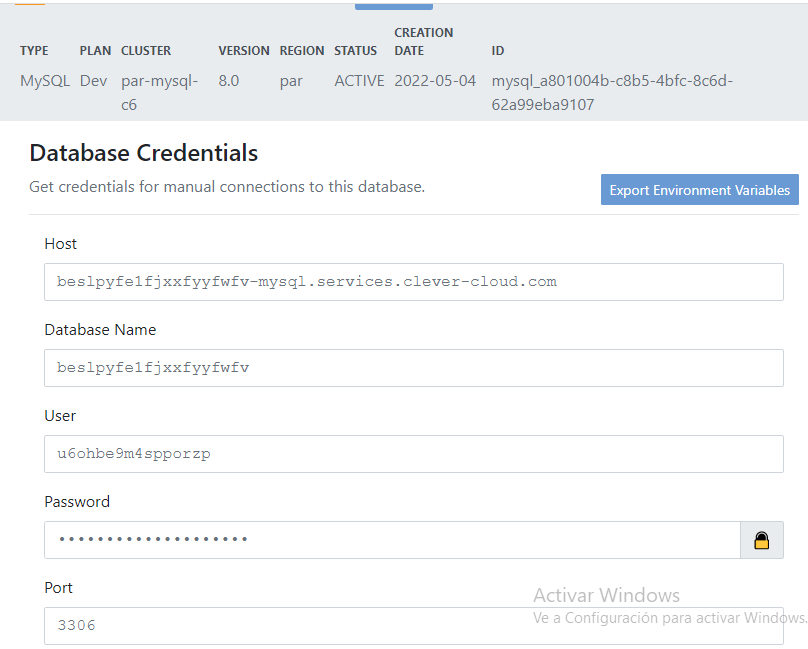 TYPE PLAN CLUSTER VERSION REGION STATUS CREATION DATE ID
MySQL Dev par-mysql-c6 8.0 par ACTIVE 2022-05-04 mysql_a801004b-c8b5-4bfc-8c6d-62a99eba9107
Database Credentials
Get credentials for manual connections to this database.
Export Environment Variables
Host
beslpyfe1fjxxfyyfwfv-mysql.services.clever-cloud.com
Database Name
beslpyfe1fjxxfyyfwfv
User
u6ohbe9m4spporzp
Password
••••••••••••••••••••
Port
3306
Activar Windows
Ve a Configuración para activar Windows.